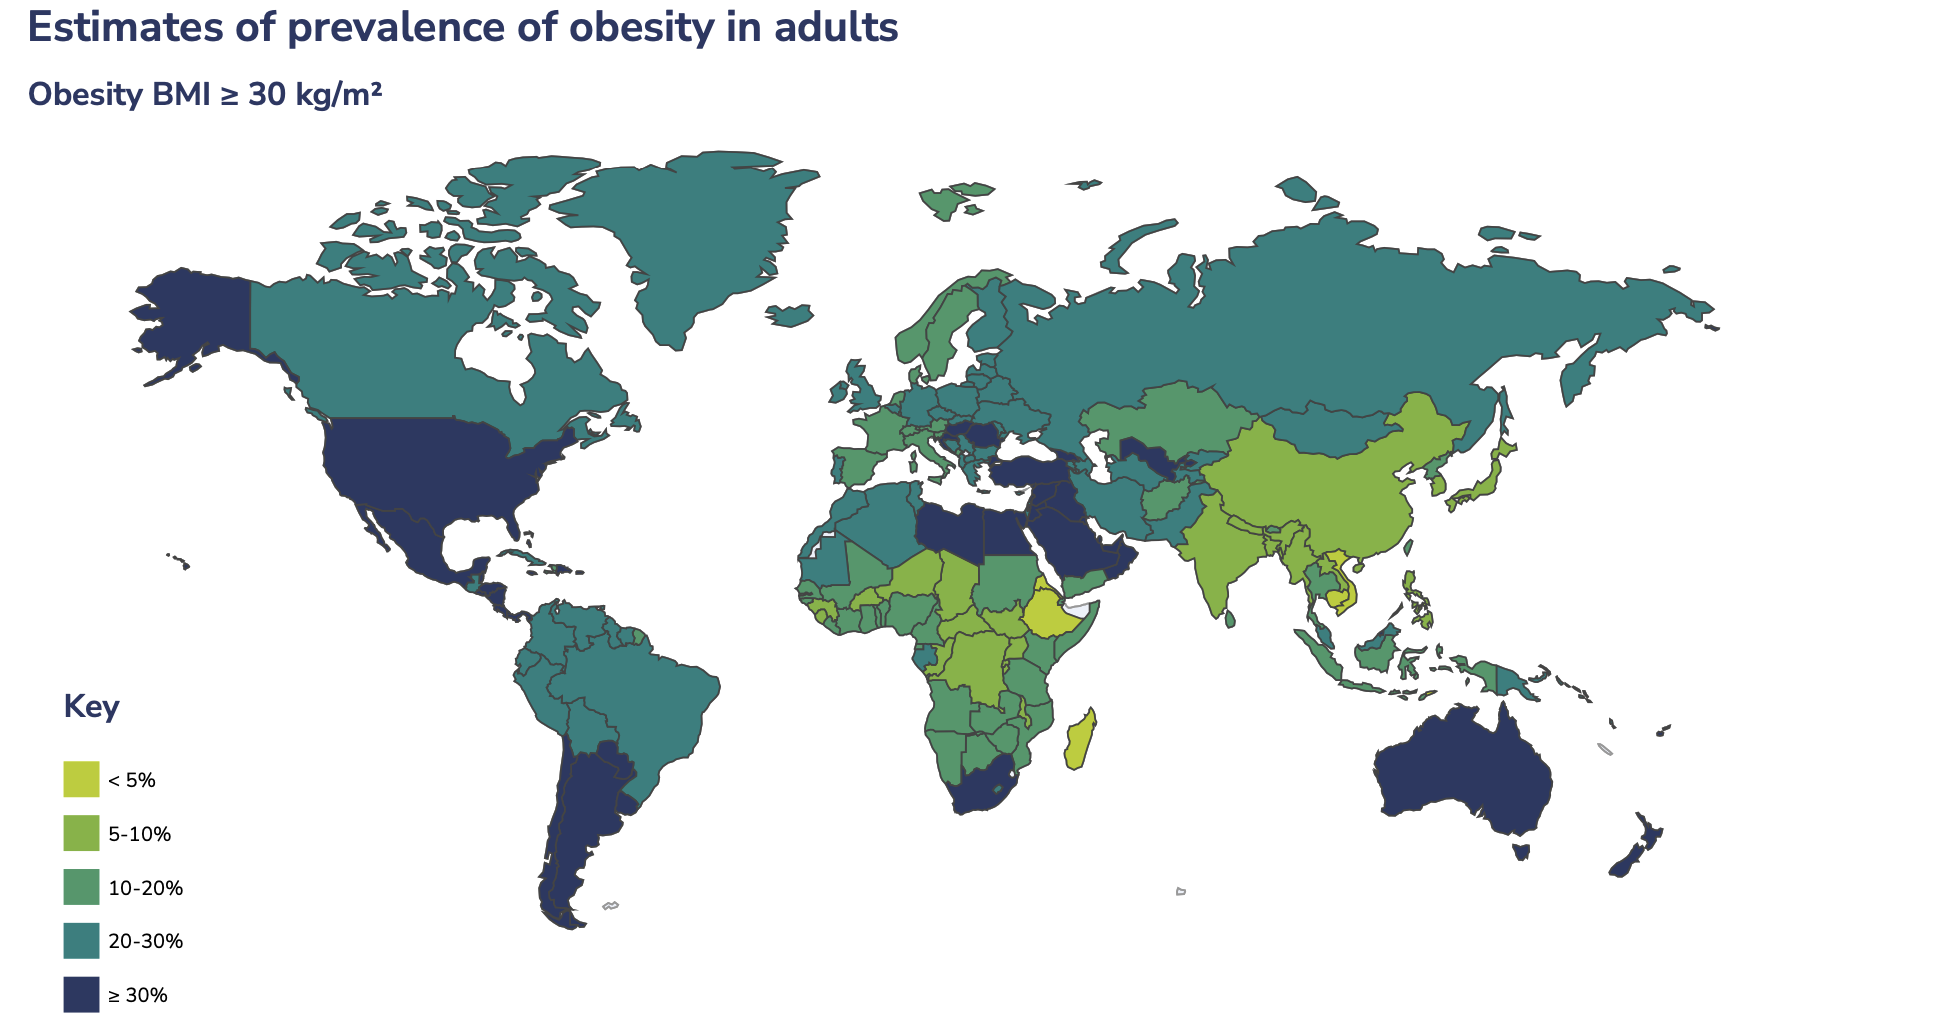 Estimates of prevalence of obesity in adults
Obesity BMI ≥ 30 kg/m²
Key
< 5%
5-10%
10-20%
20-30%
≥ 30%